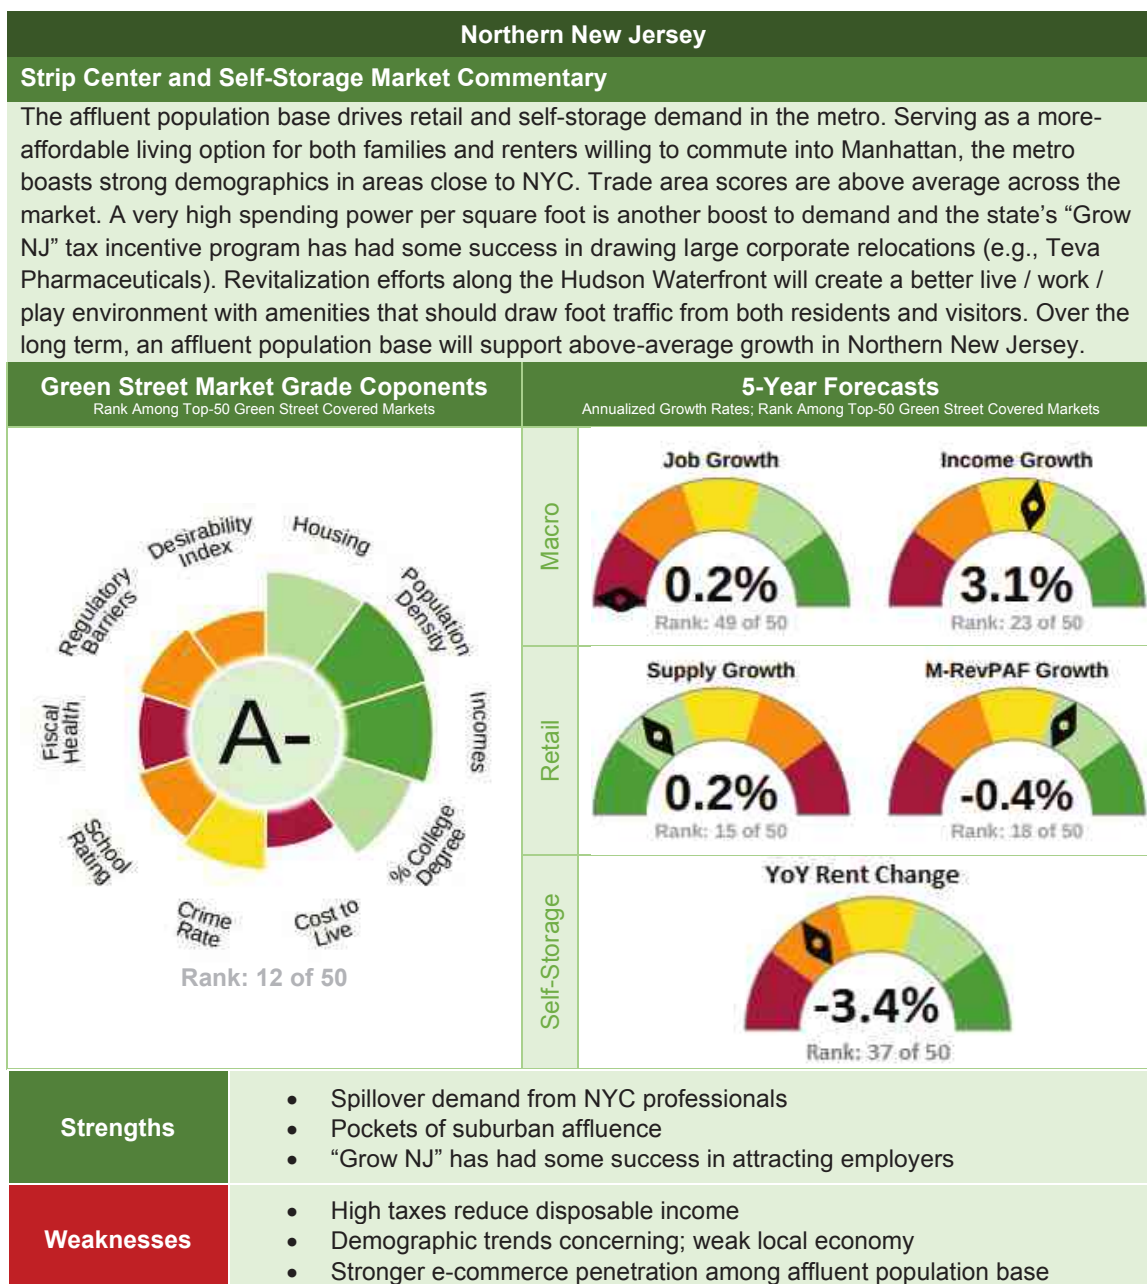 Northern New Jersey
Strip Center and Self-Storage Market Commentary
The affluent population base drives retail and self-storage demand in the metro. Serving as a more-
affordable living option for both families and renters willing to commute into Manhattan, the metro
boasts strong demographics in areas close to NYC. Trade area scores are above average across the
market. A very high spending power per square foot is another boost to demand and the state's “Grow
NJ” tax incentive program has had some success in drawing large corporate relocations (e.g., Teva
Pharmaceuticals). Revitalization efforts along the Hudson Waterfront will create a better live / work /
play environment with amenities that should draw foot traffic from both residents and visitors. Over the
long term, an affluent population base will support above-average growth in Northern New Jersey.
Green Street Market Grade Coponents
Rank Among Top-50 Green Street Covered Markets
Desirability
Index
Housing
Population
Density
Incomes
% College
Degree
Cost to
Live
Crime
Rate
School
Rating
Fiscal
Health
Regulatory
Barriers
A-
Rank: 12 of 50
5-Year Forecasts
Annualized Growth Rates; Rank Among Top-50 Green Street Covered Markets
Macro
Job Growth
0.2%
Rank: 49 of 50
Income Growth
3.1%
Rank: 23 of 50
Retail
Supply Growth
0.2%
Rank: 15 of 50
M-RevPAF Growth
-0.4%
Rank: 18 of 50
Self-Storage
YoY Rent Change
-3.4%
Rank: 37 of 50
Strengths
• Spillover demand from NYC professionals
• Pockets of suburban affluence
• “Grow NJ” has had some success in attracting employers
Weaknesses
• High taxes reduce disposable income
• Demographic trends concerning; weak local economy
• Stronger e-commerce penetration among affluent population base